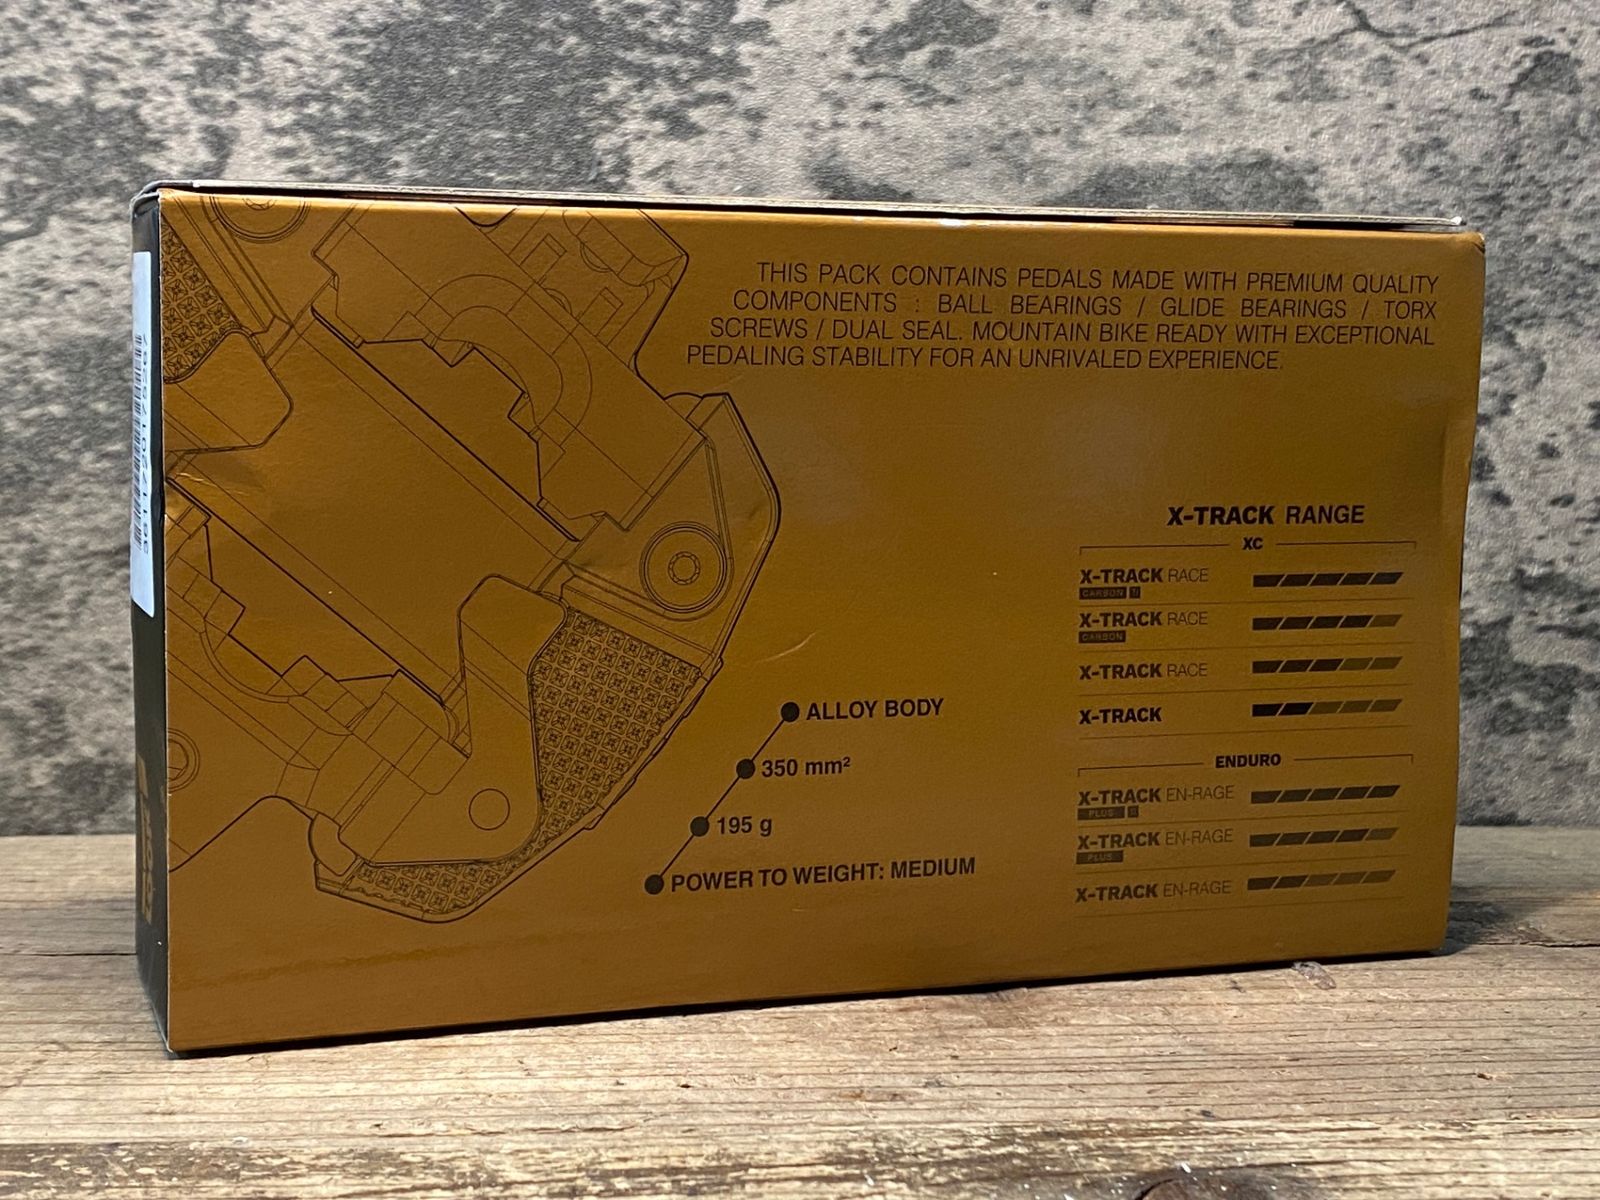 THIS PACK CONTAINS PEDALS MADE WITH PREMIUM QUALITY
COMPONENTS : BALL BEARINGS / GLIDE BEARINGS / TORX
SCREWS / DUAL SEAL. MOUNTAIN BIKE READY WITH EXCEPTIONAL
PEDALING STABILITY FOR AN UNRIVALED EXPERIENCE.
ALLOY BODY
350 mm²
195 g
POWER TO WEIGHT: MEDIUM
X-TRACK RANGE
XC
X-TRACK RACE
CARBON TI
X-TRACK RACE
CARBON
X-TRACK RACE
X-TRACK
ENDURO
X-TRACK EN-RAGE
PLUS
X-TRACK EN-RAGE
PLUS
X-TRACK EN-RAGE